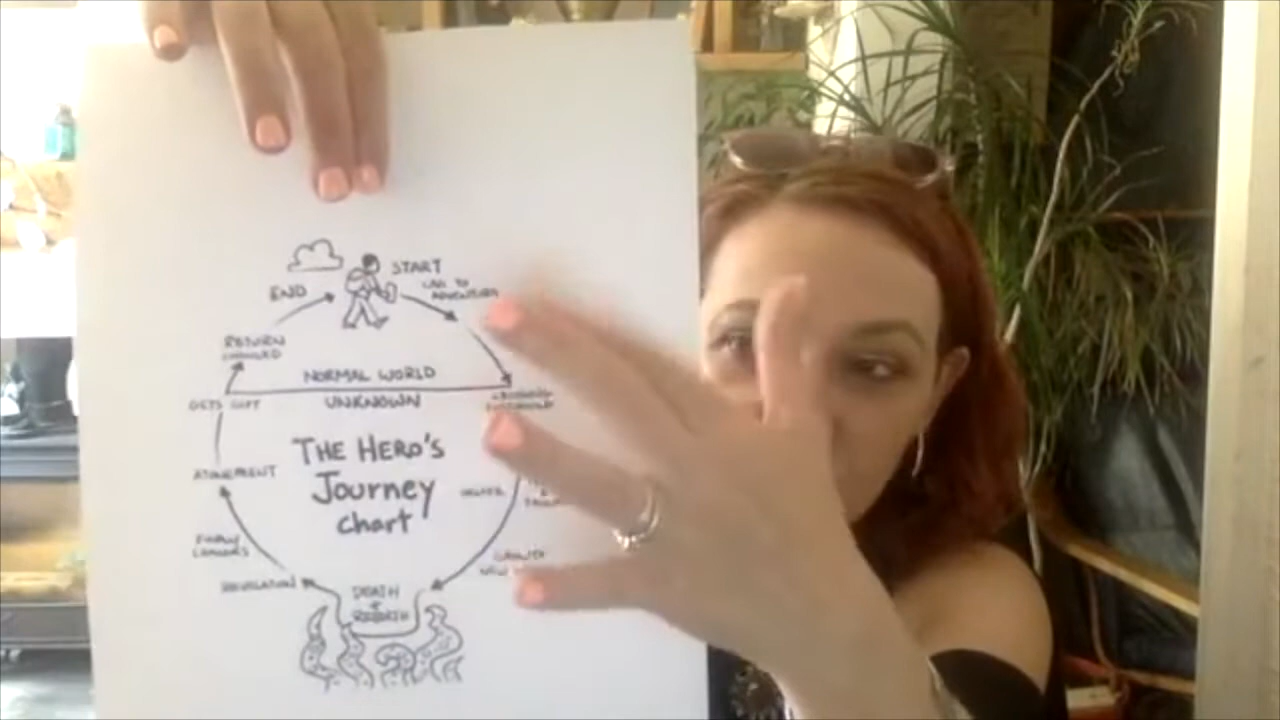 START
CALL TO
ADVENTURE
END
RETURN
CHANGED
NORMAL WORLD
UNKNOWN
GETS GIFT
THE HERO'S
Journey
chart
ATONEMENT
HELPER
FINALLY
CHANGES
REVELATION
DEATH
&
REBIRTH